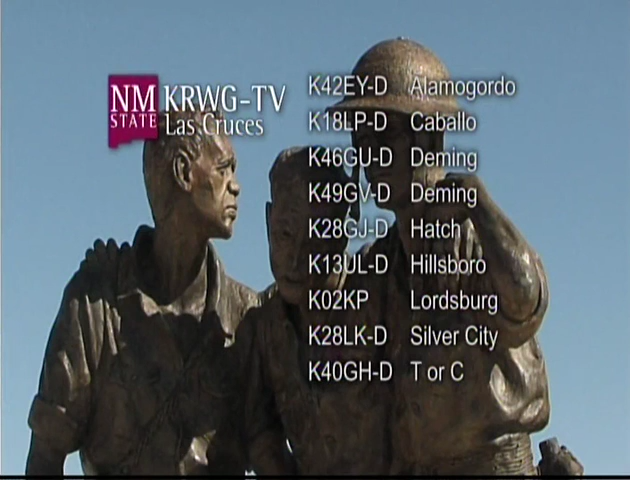 NM
STATE
KRWG-TV
Las Cruces
K42EY-D Alamogordo
K18LP-D Caballo
K46GU-D Deming
K49GV-D Deming
K28GJ-D Hatch
K13UL-D Hillsboro
K02KP Lordsburg
K28LK-D Silver City
K40GH-D T or C